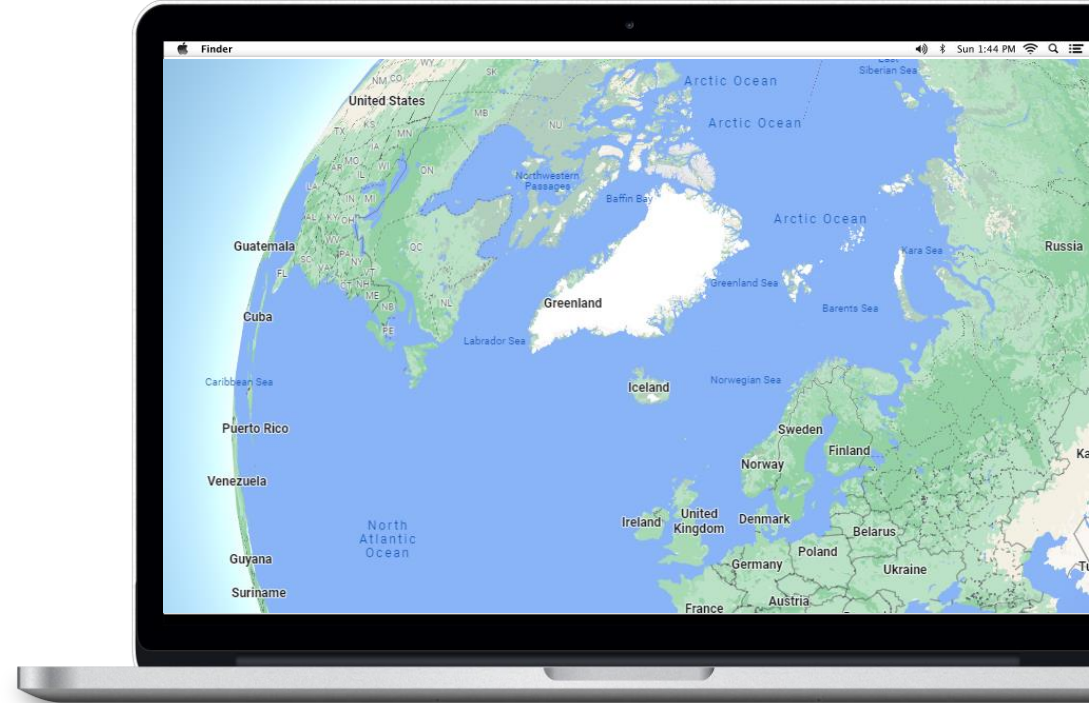 Finder
Sun 1:44 PM
East
Siberian Sea
WY
SK
NM CO
Arctic Ocean
United States
MB
NU
Arctic Ocean
TX
KS
MN
IA
AR
MO
IL
WI
ON
Northwestern
Passages
LA
IN
MI
Baffin Bay
AL
KY
OH
Arctic Ocean
WV
Guatemala
PA
NY
QC
Kara Sea
Russia
SC
VA
VT
FL
CT
NH
Greenland Sea
ME
NB
NL
Greenland
Barents Sea
Cuba
PE
Labrador Sea
Caribbean Sea
Iceland
Norwegian Sea
Puerto Rico
Sweden
Finland
Ka
Norway
Venezuela
Ireland
United
Kingdom
Denmark
North
Atlantic
Ocean
Belarus
Poland
Guyana
Germany
Ukraine
Tu
Suriname
Austria
France